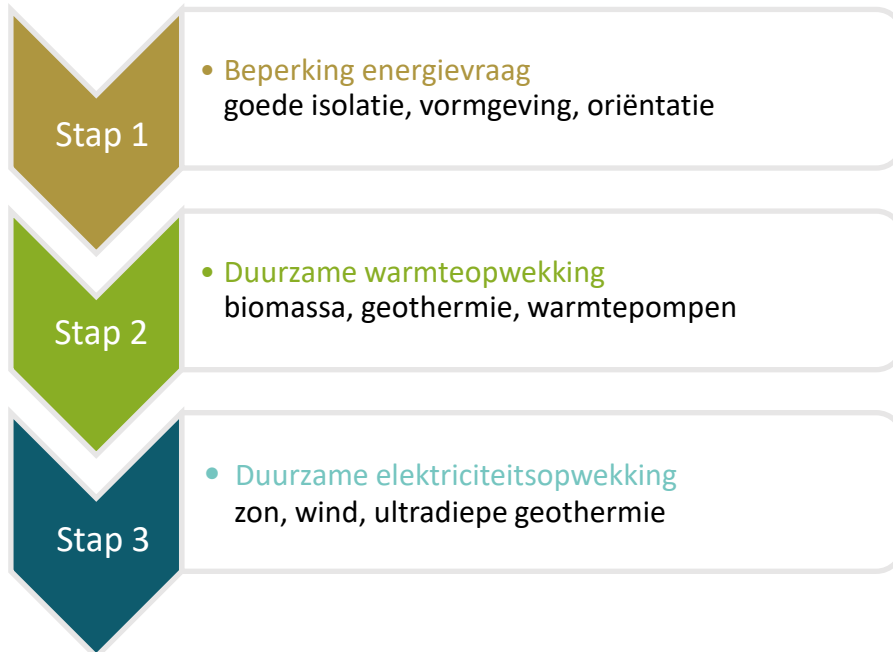 Stap 1
• Beperking energievraag
goede isolatie, vormgeving, oriëntatie
Stap 2
• Duurzame warmteopwekking
biomassa, geothermie, warmtepompen
Stap 3
• Duurzame elektriciteitsopwekking
zon, wind, ultradiepe geothermie